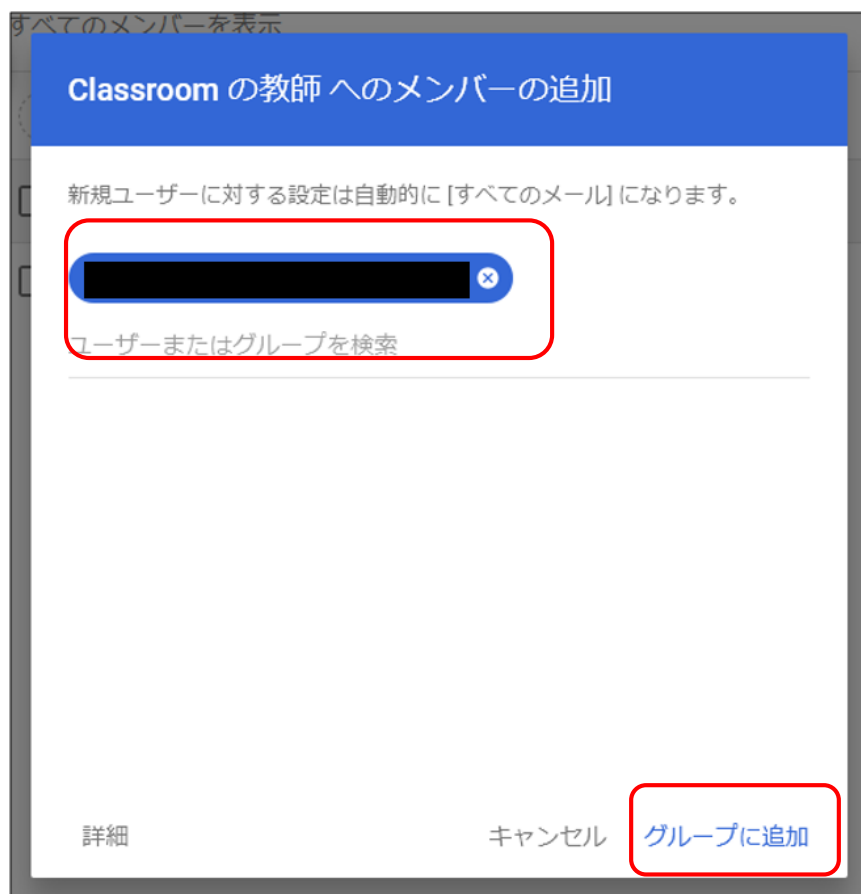 すべてのメンバーを表示
Classroom の教師 へのメンバーの追加
新規ユーザーに対する設定は自動的に [すべてのメール] になります。
ユーザーまたはグループを検索
詳細
キャンセル
グループに追加